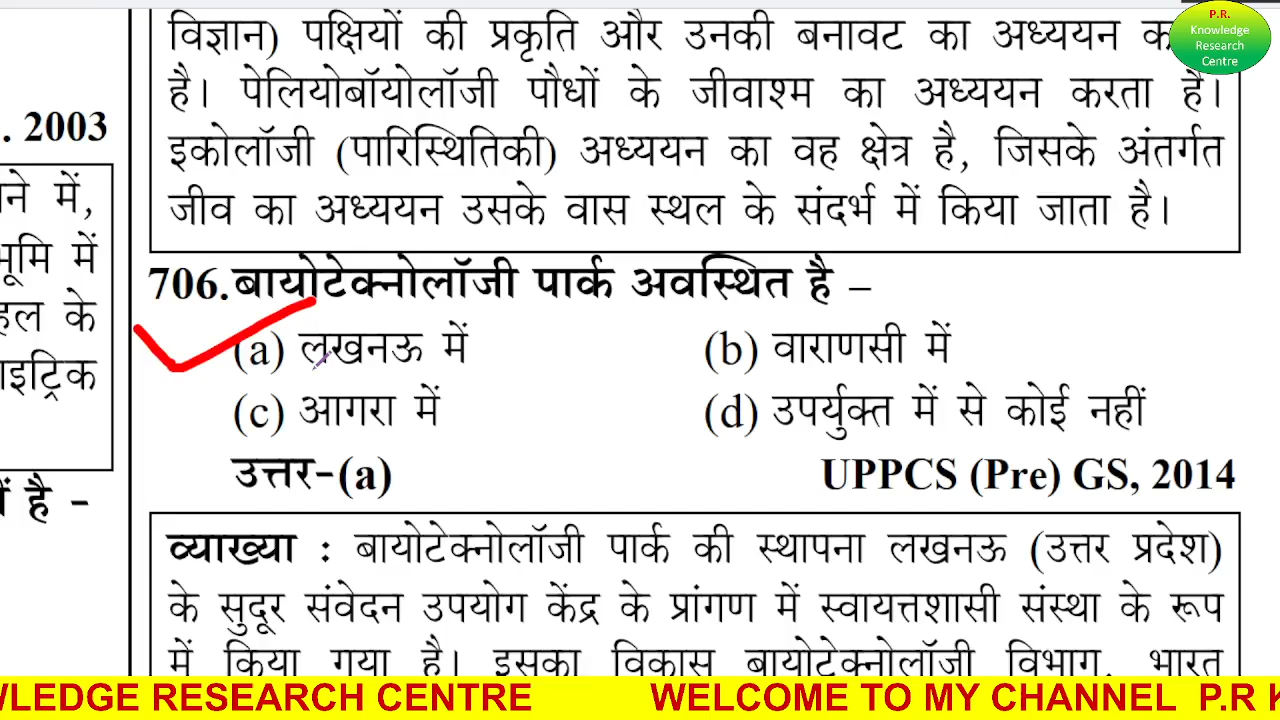 विज्ञान) पक्षियों की प्रकृति और उनकी बनावट का अध्ययन
है। पेलियोबॉयोलॉजी पौधों के जीवाश्म का अध्ययन करता है।
इकोलॉजी (पारिस्थितिकी) अध्ययन का वह क्षेत्र है, जिसके अंतर्गत
जीव का अध्ययन उसके वास स्थल के संदर्भ में किया जाता है।
P.R.
Knowledge
Research
Centre
. 2003
में,
में
के
है -
706. बायोटेक्नोलॉजी पार्क अवस्थित है –
(a) लखनऊ में (b) वाराणसी में
(c) आगरा में (d) उपर्युक्त में से कोई नहीं
उत्तर-(a) UPPCS (Pre) GS, 2014
व्याख्या : बायोटेक्नोलॉजी पार्क की स्थापना लखनऊ (उत्तर प्रदेश)
के सुदूर संवेदन उपयोग केंद्र के प्रांगण में स्वायत्तशासी संस्था के रूप
में किया गया है। इसका विकास बायोटेक्नोलॉजी विभाग, भारत
WLEDGE RESEARCH CENTRE WELCOME TO MY CHANNEL P.R K